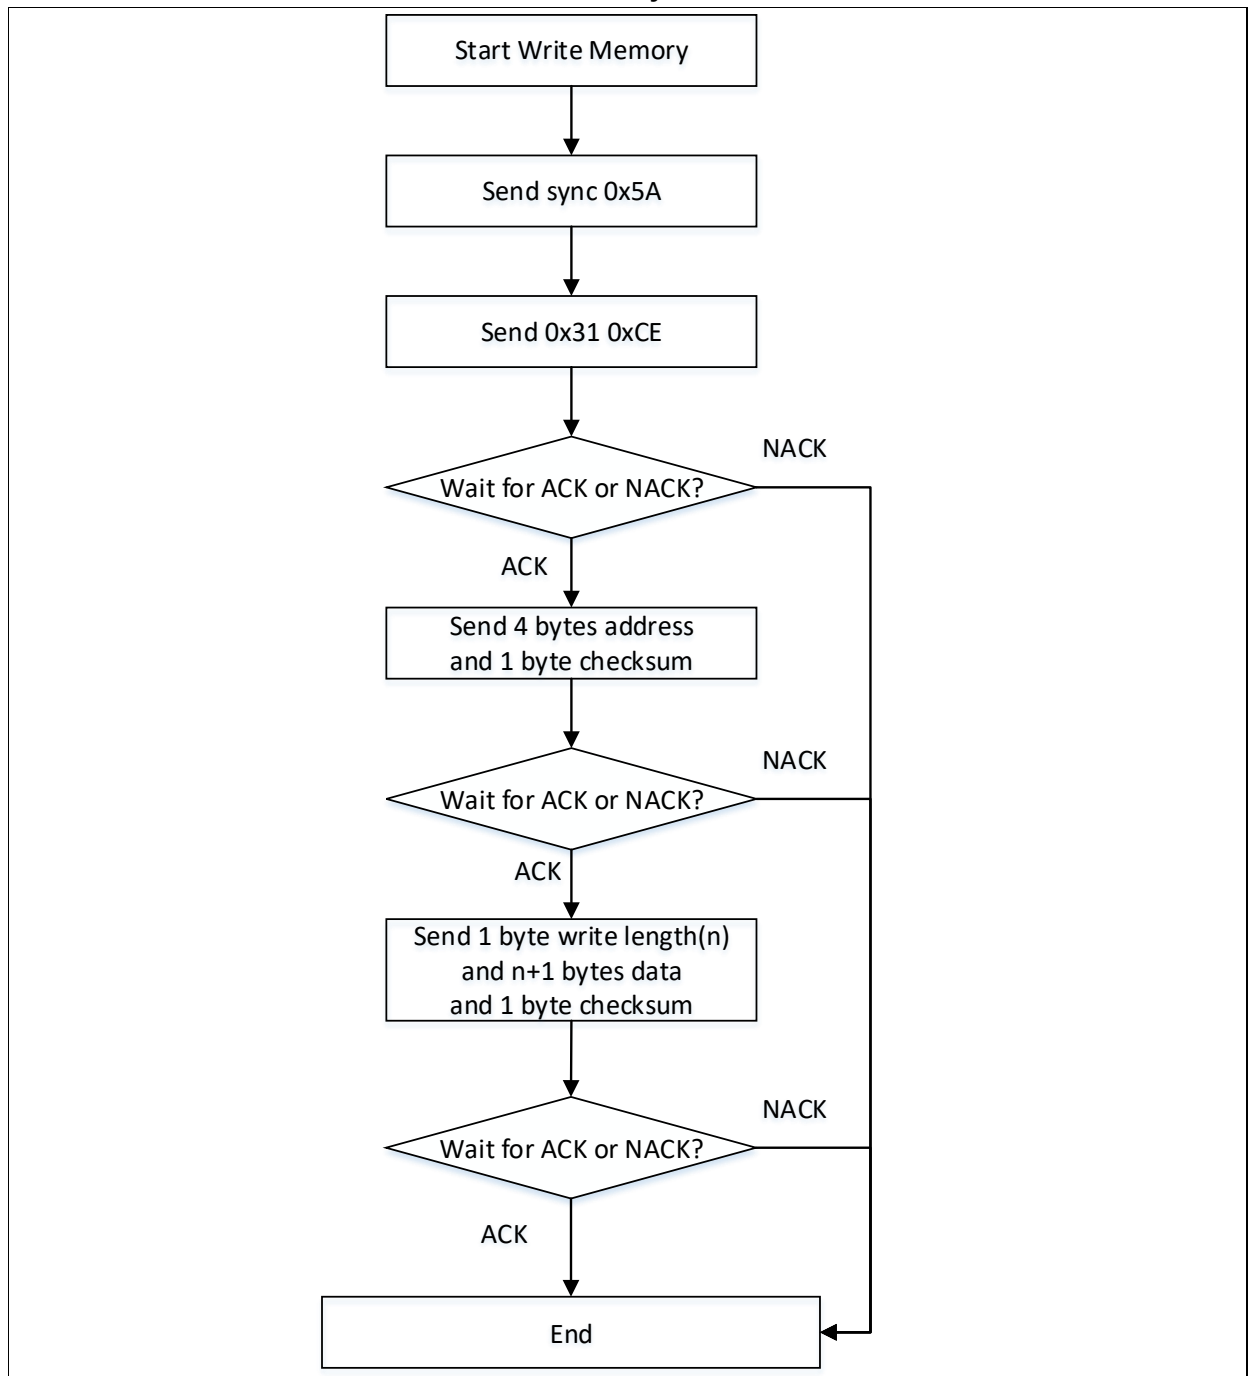 Start Write Memory
Send sync 0x5A
Send 0x31 0xCE
NACK
Wait for ACK or NACK?
ACK
Send 4 bytes address
and 1 byte checksum
NACK
Wait for ACK or NACK?
ACK
Send 1 byte write length(n)
and n+1 bytes data
and 1 byte checksum
NACK
Wait for ACK or NACK?
ACK
End